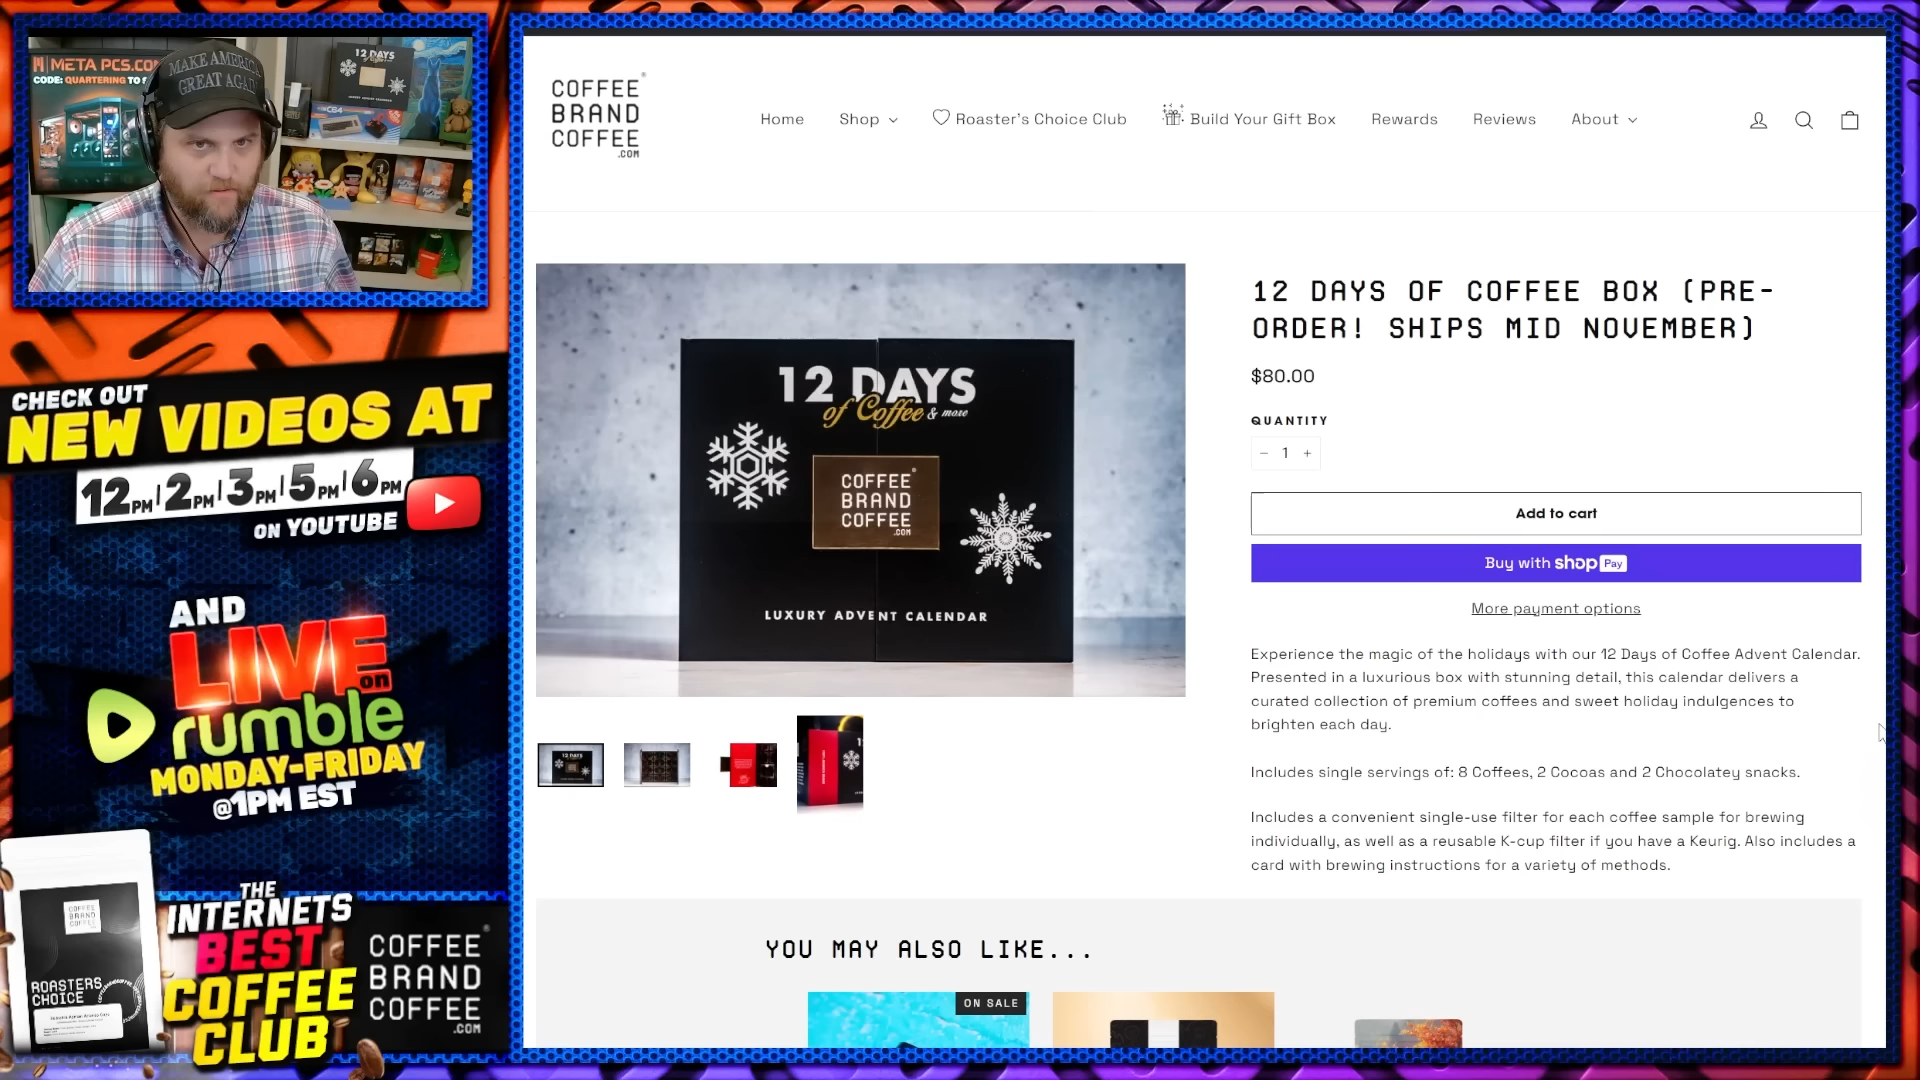 META PCS.COM
CODE: QUARTERING TO S
MAKE AMERICA
GREAT AGAIN
12 DAYS
C64
CHECK OUT
NEW VIDEOS AT
12PM|2PM|3PM|5PM|6PM
ON YOUTUBE
AND
LIVE
on
rumble
MONDAY-FRIDAY
@1PM EST
COFFEE
BRAND
COFFEE
ROASTERS
CHOICE
THE
INTERNETS
BEST
COFFEE
CLUB
COFFEE
BRAND
COFFEE
.COM
COFFEE
BRAND
COFFEE
.COM
Home
Shop
Roaster's Choice Club
Build Your Gift Box
Rewards
Reviews
About
12 DAYS
of Coffee & more
COFFEE
BRAND
COFFEE
.COM
LUXURY ADVENT CALENDAR
12 DAYS OF COFFEE BOX (PRE-
ORDER! SHIPS MID NOVEMBER)
$80.00
QUANTITY
− 1 +
Add to cart
Buy with shop Pay
More payment options
Experience the magic of the holidays with our 12 Days of Coffee Advent Calendar.
Presented in a luxurious box with stunning detail, this calendar delivers a
curated collection of premium coffees and sweet holiday indulgences to
brighten each day.
Includes single servings of: 8 Coffees, 2 Cocoas and 2 Chocolatey snacks.
Includes a convenient single-use filter for each coffee sample for brewing
individually, as well as a reusable K-cup filter if you have a Keurig. Also includes a
card with brewing instructions for a variety of methods.
YOU MAY ALSO LIKE...
ON SALE